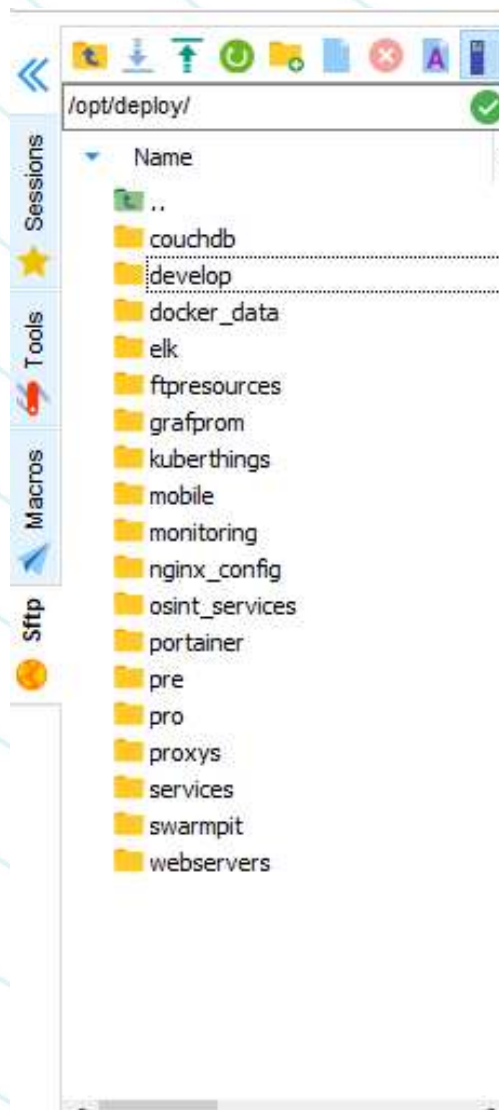 /opt/deploy/
Name
..
couchdb
develop
docker_data
elk
ftpresources
grafprom
kuberthings
mobile
monitoring
nginx_config
osint_services
portainer
pre
pro
proxys
services
swarmpit
webservers
Sessions
Tools
Macros
Sftp